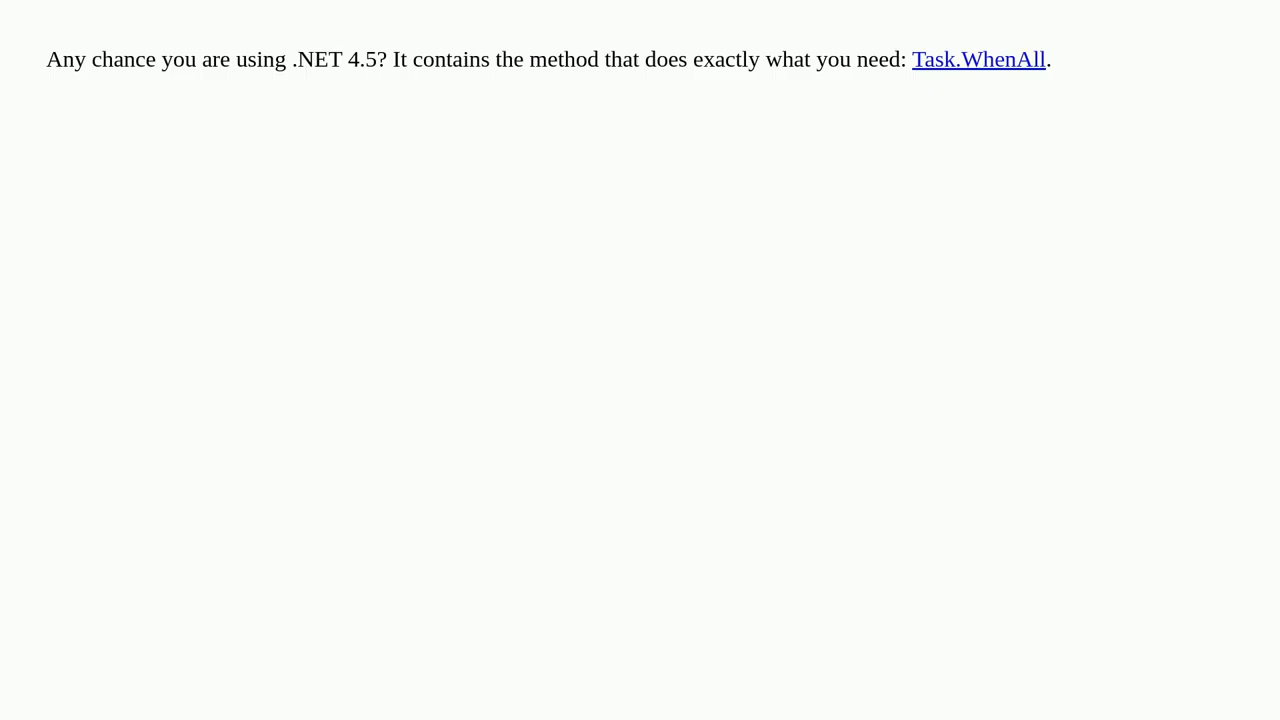 Any chance you are using .NET 4.5? It contains the method that does exactly what you need: Task.WhenAll.